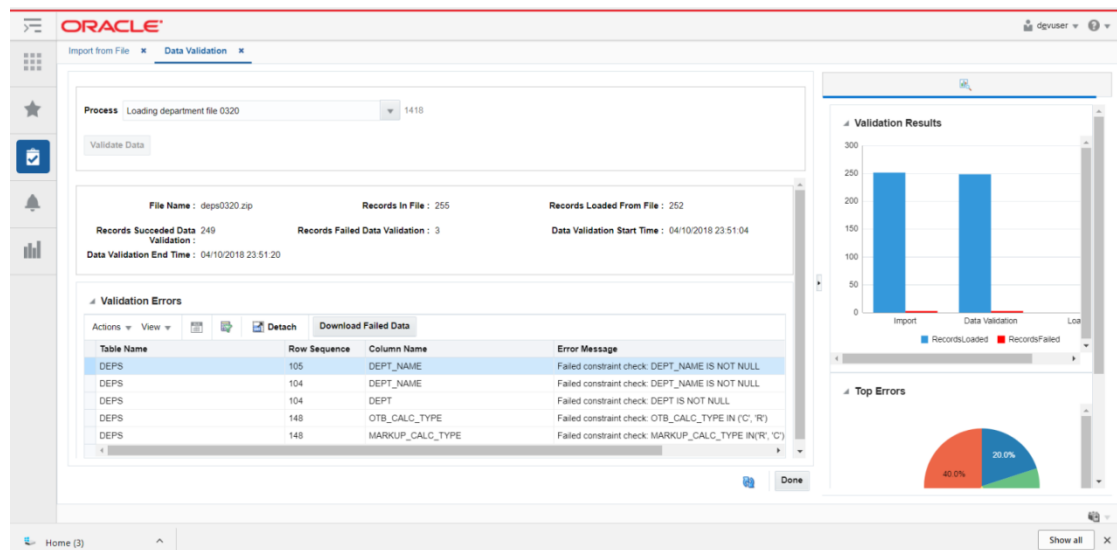 ORACLE
devuser
Import from File
Data Validation
Process Loading department file 0320 1418
Validate Data
File Name : deps0320.zip Records In File : 255 Records Loaded From File : 252
Records Succeded Data Validation : 249 Records Failed Data Validation : 3 Data Validation Start Time : 04/10/2018 23:51:04
Data Validation End Time : 04/10/2018 23:51:20
Validation Errors
Actions View Detach Download Failed Data
Table Name Row Sequence Column Name Error Message
DEPS 105 DEPT_NAME Failed constraint check: DEPT_NAME IS NOT NULL
DEPS 104 DEPT_NAME Failed constraint check: DEPT_NAME IS NOT NULL
DEPS 104 DEPT Failed constraint check: DEPT IS NOT NULL
DEPS 148 OTB_CALC_TYPE Failed constraint check: OTB_CALC_TYPE IN ('C', 'R')
DEPS 148 MARKUP_CALC_TYPE Failed constraint check: MARKUP_CALC_TYPE IN('R', 'C')
Done
Validation Results
300
250
200
150
100
50
0
Import Data Validation Loa
RecordsLoaded RecordsFailed
Top Errors
20.0%
40.0%
Home (3)
Show all